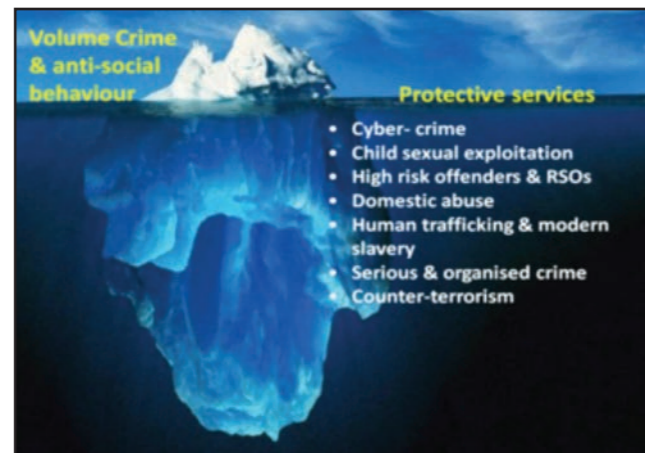 Volume Crime
& anti-social
behaviour
Protective services
• Cyber- crime
• Child sexual exploitation
• High risk offenders & RSOs
• Domestic abuse
• Human trafficking & modern
slavery
• Serious & organised crime
• Counter-terrorism